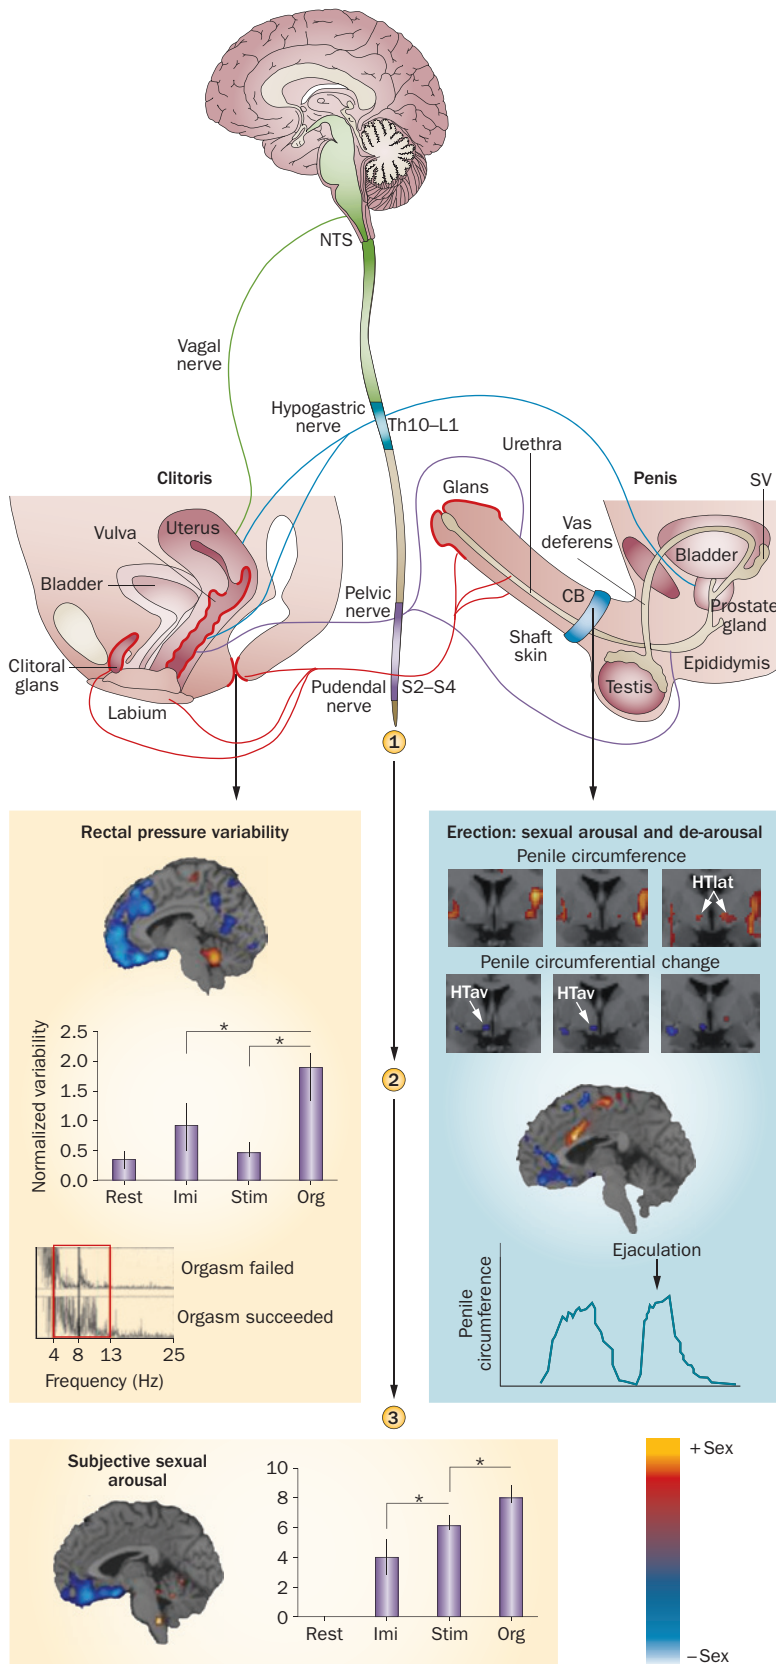 NTS
Vagal
nerve
Hypogastric
nerve
Th10–L1
Urethra
Clitoris
Glans
Penis
SV
Vulva
Uterus
Vas
deferens
Bladder
Bladder
Pelvic
nerve
CB
Prostate
gland
Shaft
skin
Clitoral
glans
Epididymis
Labium
Pudendal
nerve
S2–S4
Testis
1
Rectal pressure variability
Normalized variability
2.5
2.0
1.5
1.0
0.5
0.0
*
*
Rest Imi Stim Org
Orgasm failed
Orgasm succeeded
4 8 13 25
Frequency (Hz)
Erection: sexual arousal and de-arousal
Penile circumference
HTlat
Penile circumferential change
HTav
HTav
Ejaculation
Penile
circumference
2
3
Subjective sexual
arousal
10
8
6
4
2
0
*
*
Rest Imi Stim Org
+ Sex
– Sex